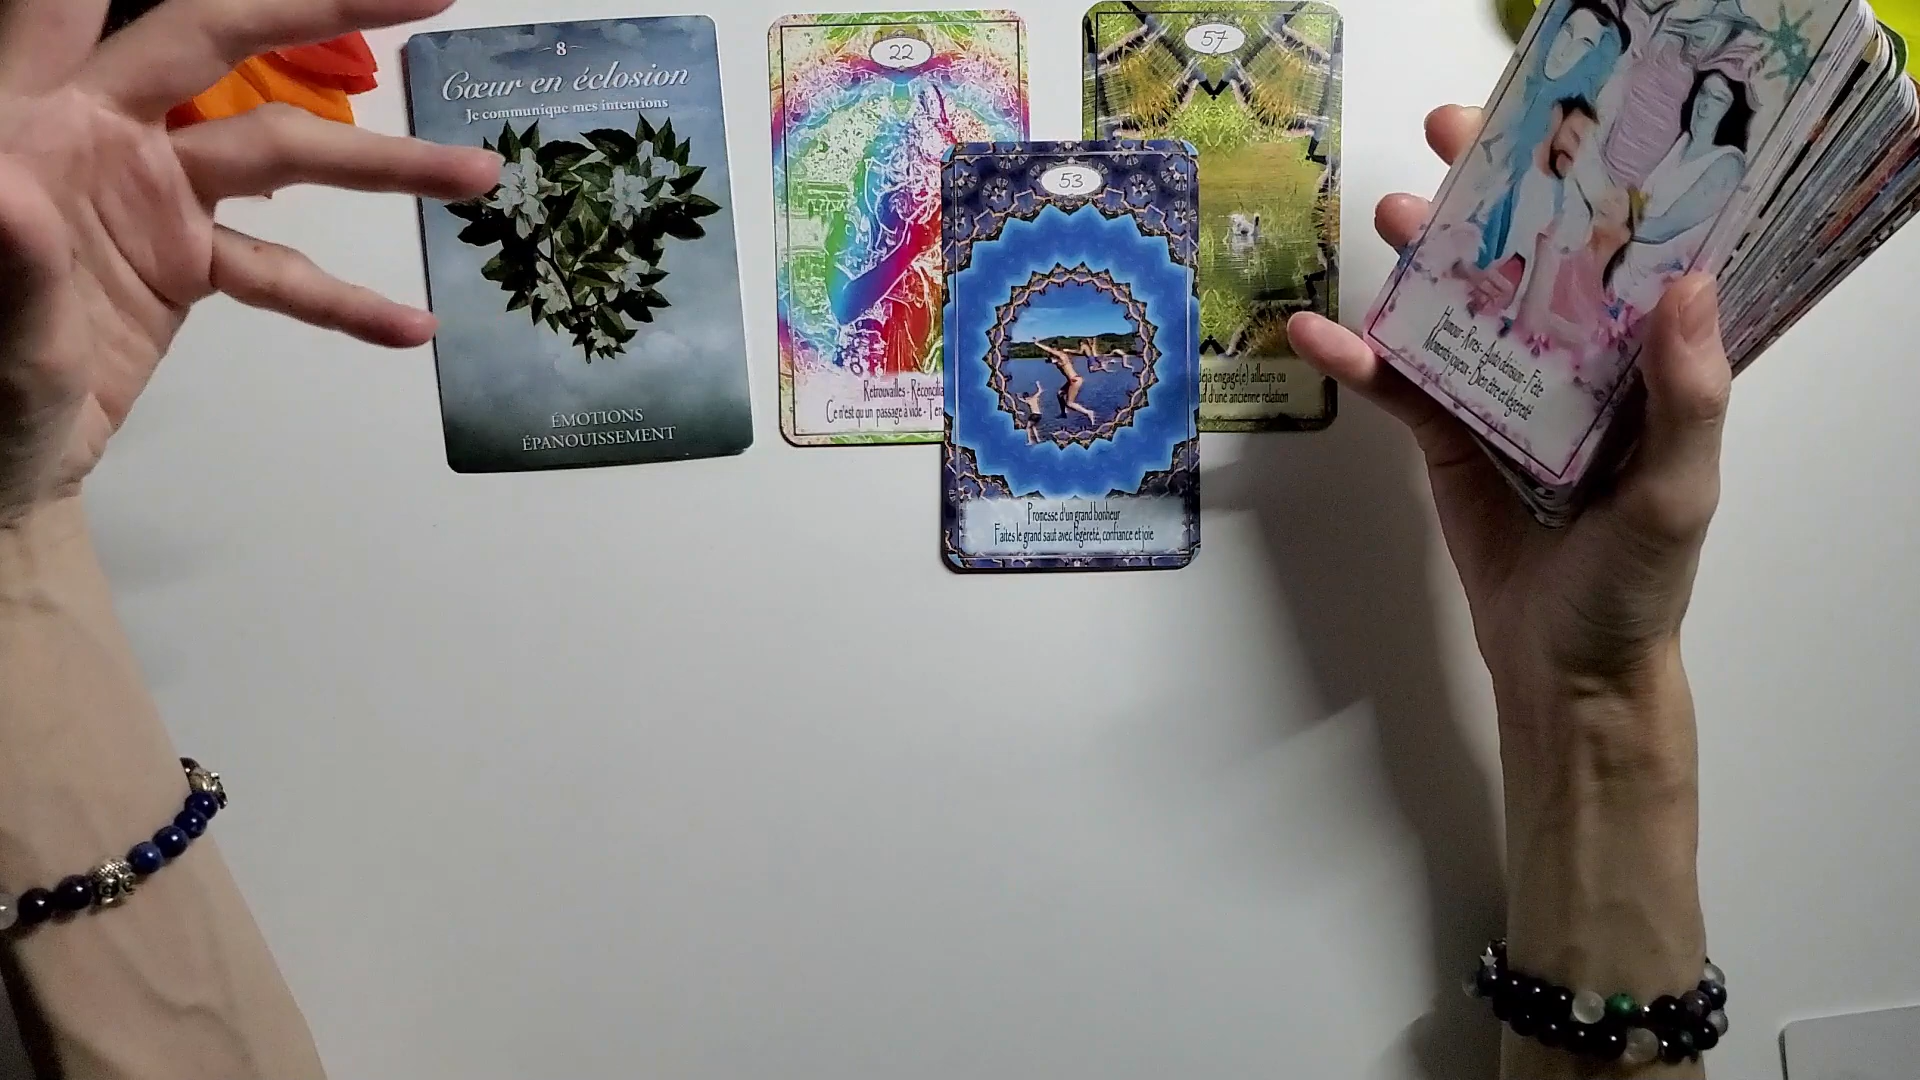 8
Cœur en éclosion
Je communique mes intentions
ÉMOTIONS
ÉPANOUISSEMENT
22
Retrouvailles - Réconcilia
Ce n'est qu'un passage à vide - T
53
Promesse d'un grand bonheur
Faites le grand saut avec légèreté, confiance et joie
57
déjà engagé(e) ailleurs ou
d'une ancienne relation
Humour - Rires - Auto dérision - Fête
Moments joyeux - Bien être et légèreté